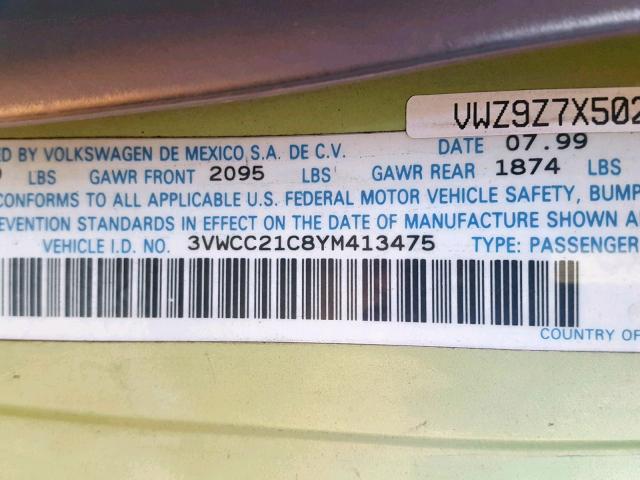 VWZ9Z7X502
ED BY VOLKSWAGEN DE MEXICO S.A. DE C.V. DATE 07.99
LBS GAWR FRONT 2095 LBS GAWR REAR 1874 LBS
CONFORMS TO ALL APPLICABLE U.S. FEDERAL MOTOR VEHICLE SAFETY, BUMP
EVENTION STANDARDS IN EFFECT ON THE DATE OF MANUFACTURE SHOWN A
VEHICLE I.D. NO. 3VWCC21C8YM413475 TYPE: PASSENGER
COUNTRY OF